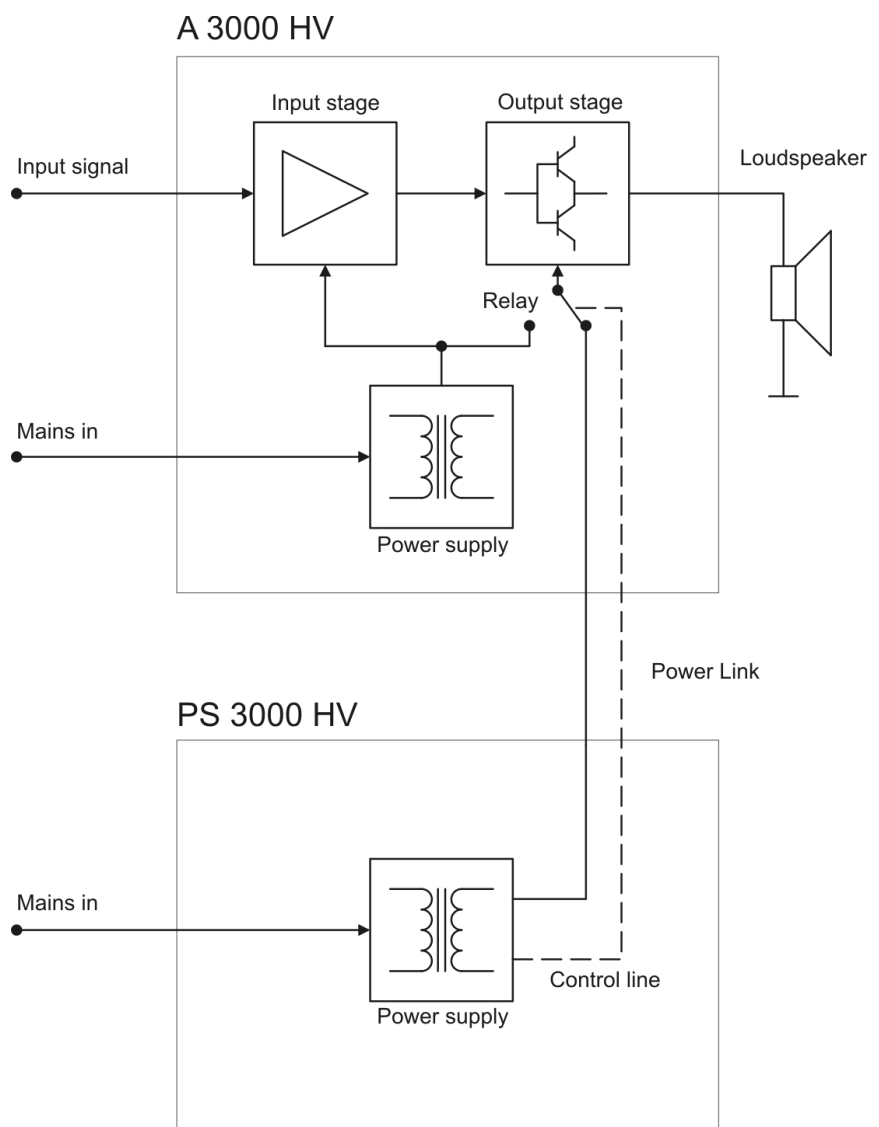 A 3000 HV
Input stage
Output stage
Input signal
Loudspeaker
Relay
Mains in
Power supply
Power Link
PS 3000 HV
Mains in
Control line
Power supply